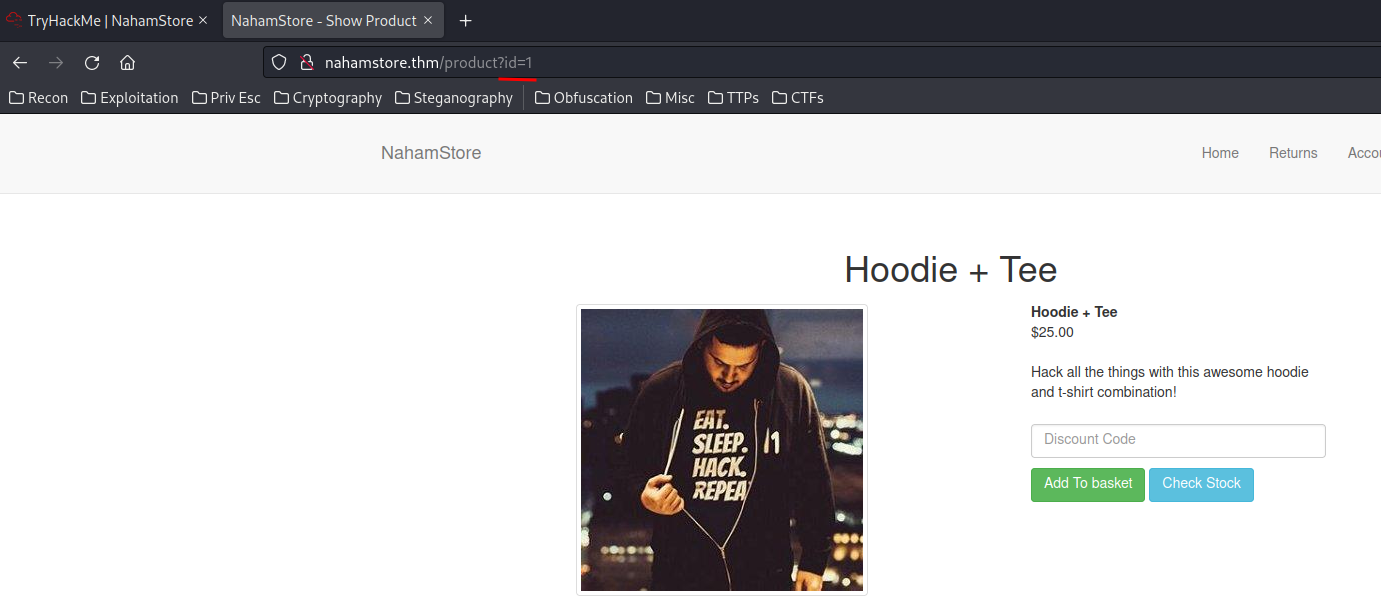 TryHackMe | NahamStore
NahamStore - Show Product
nahamstore.thm/product?id=1
Recon Exploitation Priv Esc Cryptography Steganography Obfuscation Misc TTPs CTFs
NahamStore Home Returns Accou
Hoodie + Tee
Hoodie + Tee
$25.00
Hack all the things with this awesome hoodie
and t-shirt combination!
Discount Code
Add To basket Check Stock
EAT.
SLEEP.
HACK.
REPEA